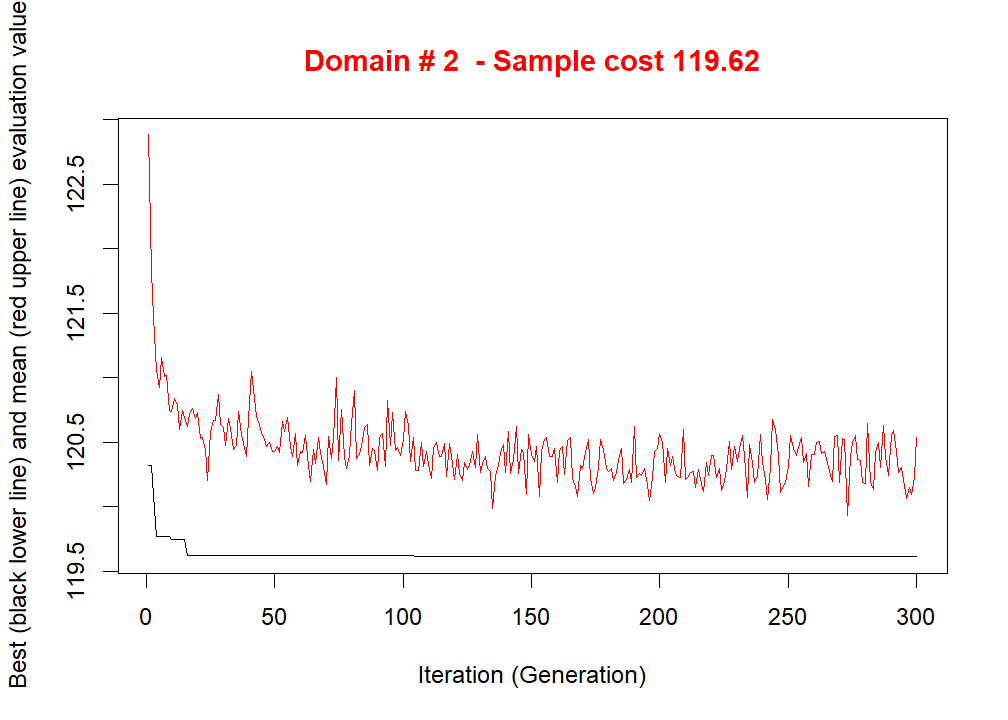 Domain # 2  - Sample cost 119.62
Best (black lower line) and mean (red upper line) evaluation value
122.5
121.5
120.5
119.5
0 50 100 150 200 250 300
Iteration (Generation)